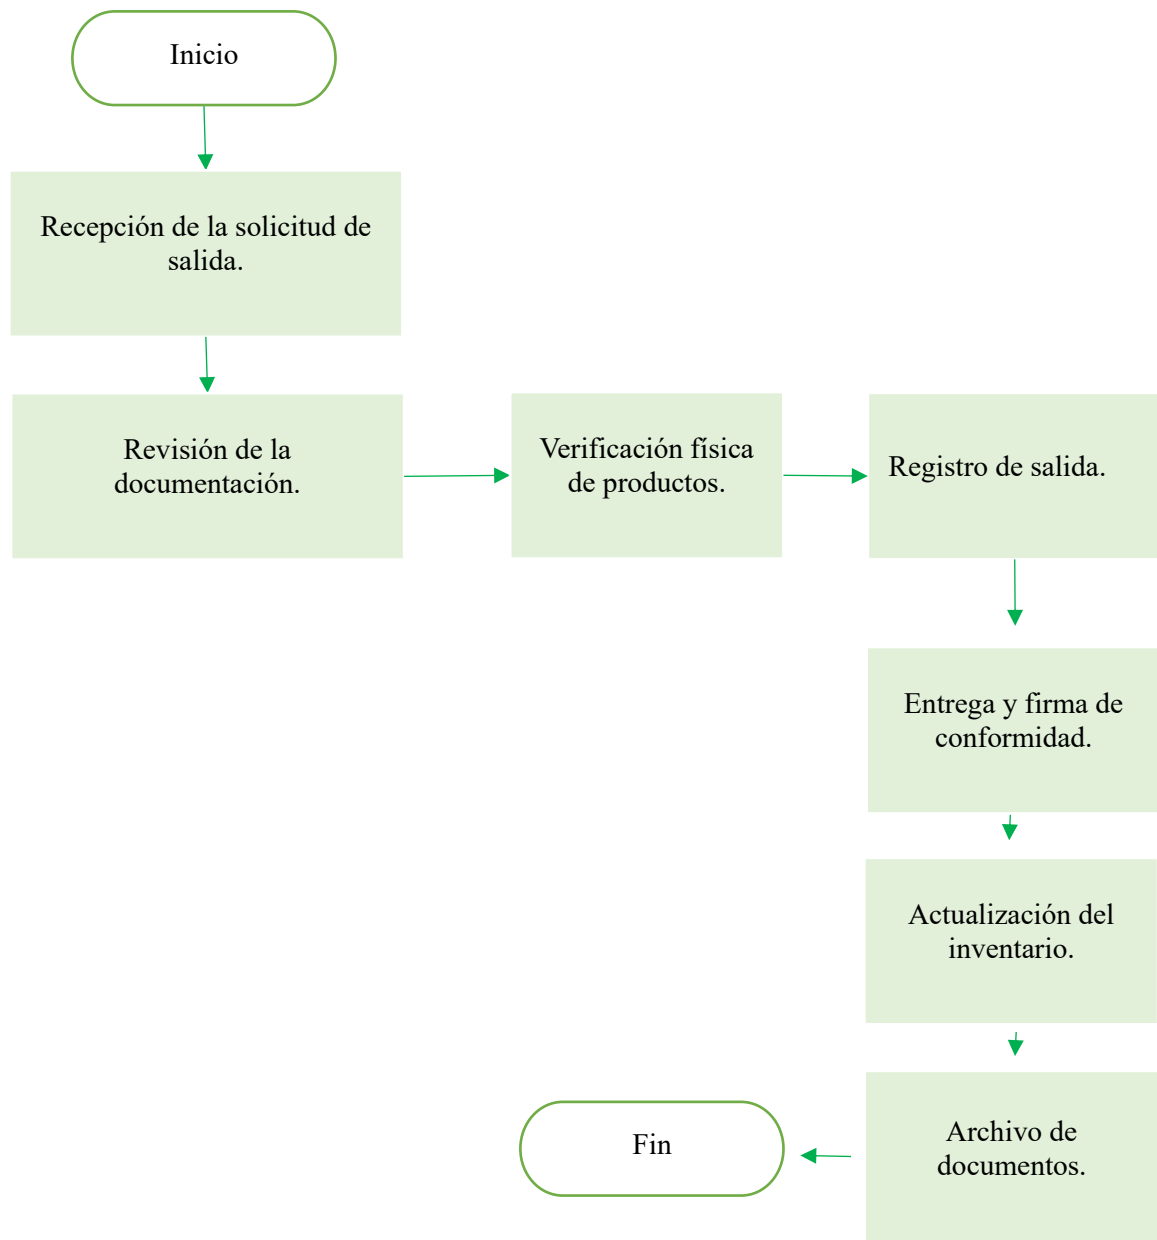 Inicio
Recepción de la solicitud de
salida.
Revisión de la
documentación.
Verificación física
de productos.
Registro de salida.
Entrega y firma de
conformidad.
Actualización del
inventario.
Archivo de
documentos.
Fin